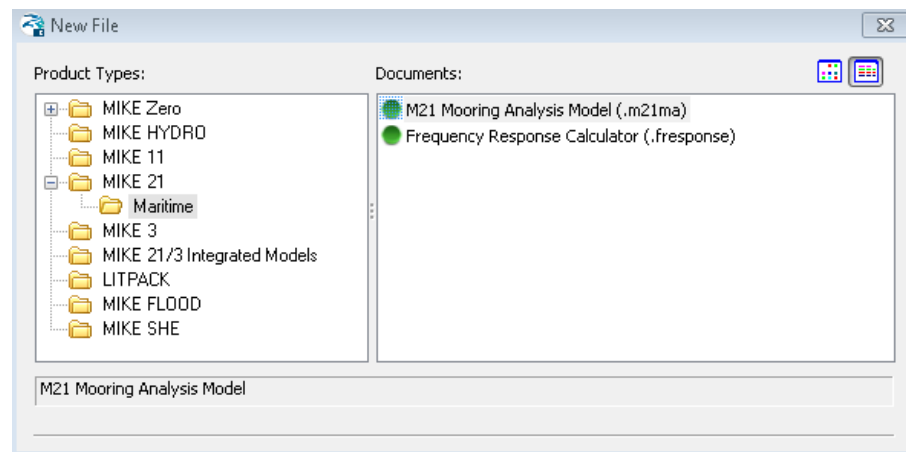 New File
Product Types:
Documents:
MIKE Zero
MIKE HYDRO
MIKE 11
MIKE 21
Maritime
MIKE 3
MIKE 21/3 Integrated Models
LITPACK
MIKE FLOOD
MIKE SHE
M21 Mooring Analysis Model (.m21ma)
Frequency Response Calculator (.fresponse)
M21 Mooring Analysis Model